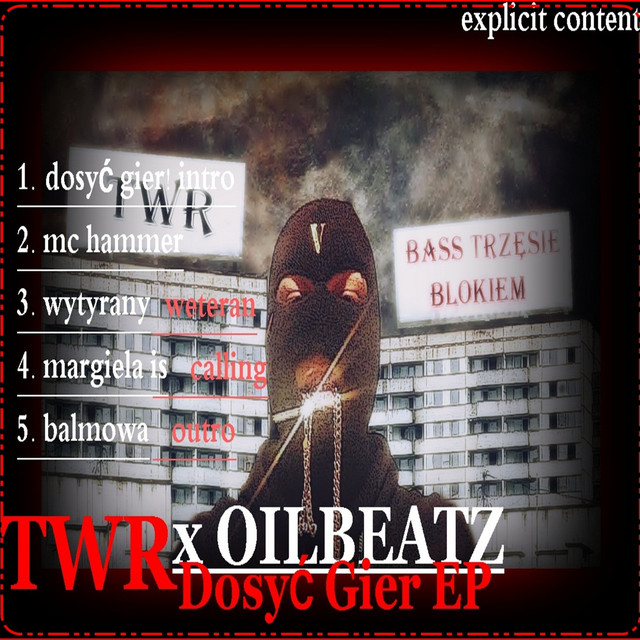 explicit content
1. dosyć gier! intro
TWR
2. mc hammer
3. wytyrany weteran
4. margiela is calling
5. balmowa outro
V
BASS TRZĘSIE
BLOKIEM
TWR x OILBEATZ
Dosyć Gier EP